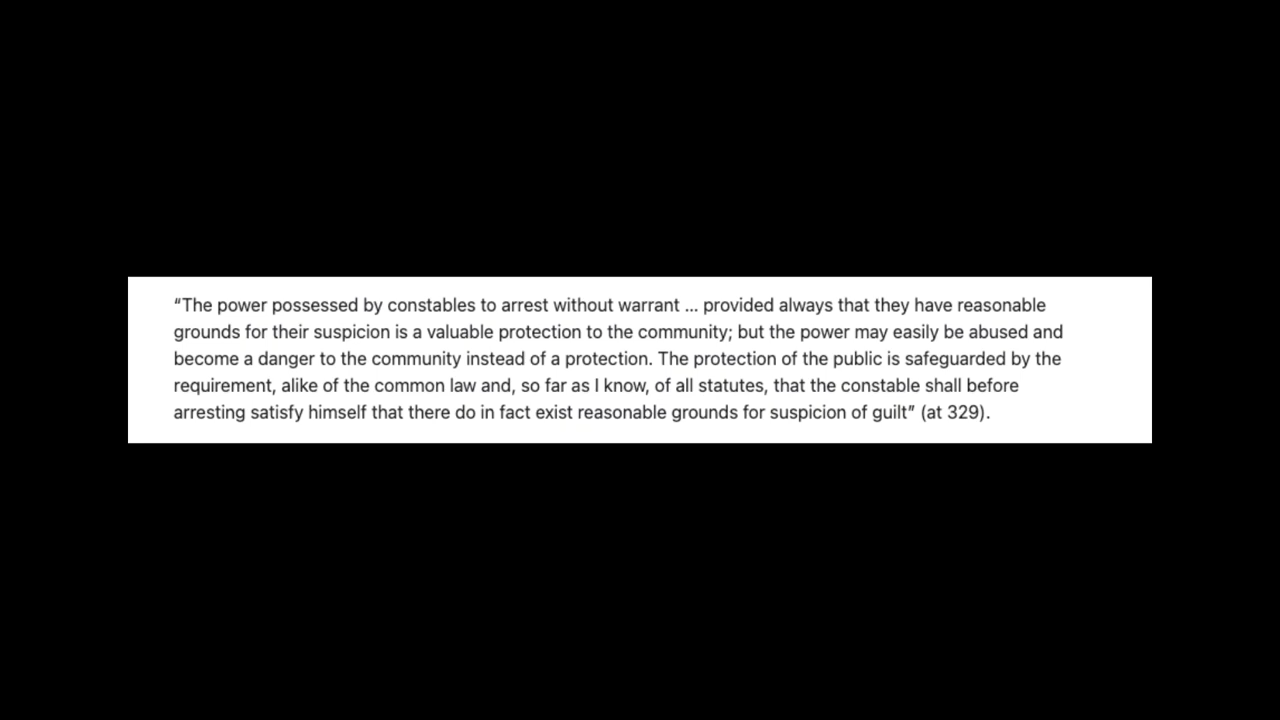 “The power possessed by constables to arrest without warrant ... provided always that they have reasonable
grounds for their suspicion is a valuable protection to the community; but the power may easily be abused and
become a danger to the community instead of a protection. The protection of the public is safeguarded by the
requirement, alike of the common law and, so far as I know, of all statutes, that the constable shall before
arresting satisfy himself that there do in fact exist reasonable grounds for suspicion of guilt” (at 329).